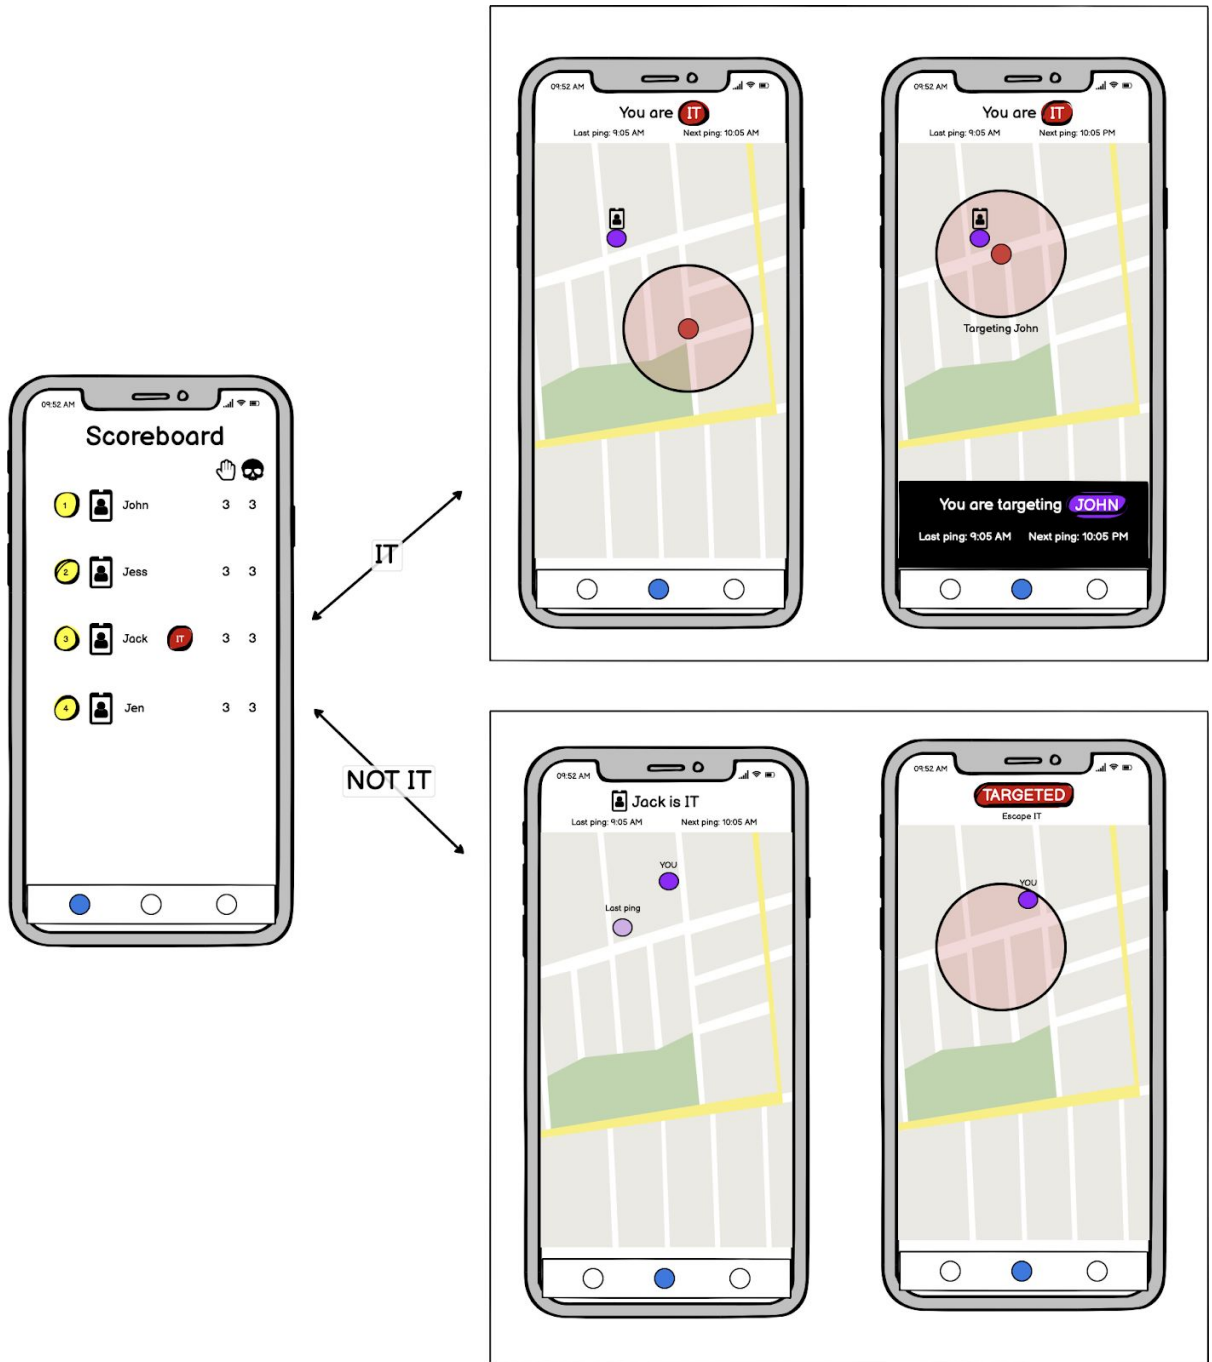 09:52 AM
Scoreboard
1 John 3 3
2 Jess 3 3
3 Jack IT 3 3
4 Jen 3 3
IT
NOT IT
09:52 AM
You are IT
Last ping: 9:05 AM Next ping: 10:05 AM
09:52 AM
You are IT
Last ping: 9:05 AM Next ping: 10:05 PM
Targeting John
You are targeting JOHN
Last ping: 9:05 AM Next ping: 10:05 PM
09:52 AM
Jack is IT
Last ping: 9:05 AM Next ping: 10:05 AM
YOU
Last ping
09:52 AM
TARGETED
Escape IT
YOU